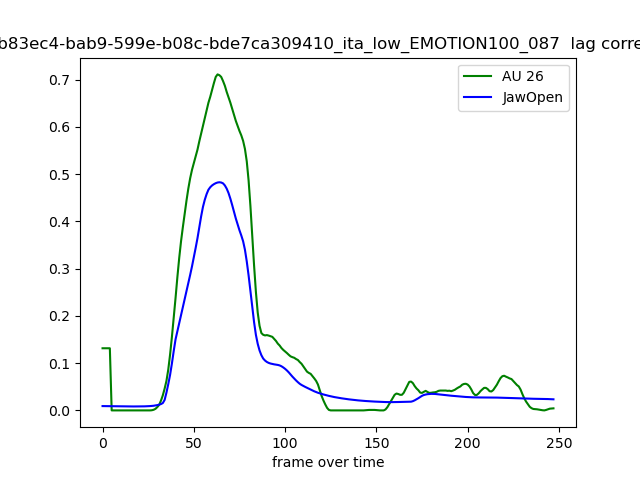 b83ec4-bab9-599e-b08c-bde7ca309410_ita_low_EMOTION100_087 lag corre
AU 26
JawOpen
0.7
0.6
0.5
0.4
0.3
0.2
0.1
0.0
0 50 100 150 200 250
frame over time